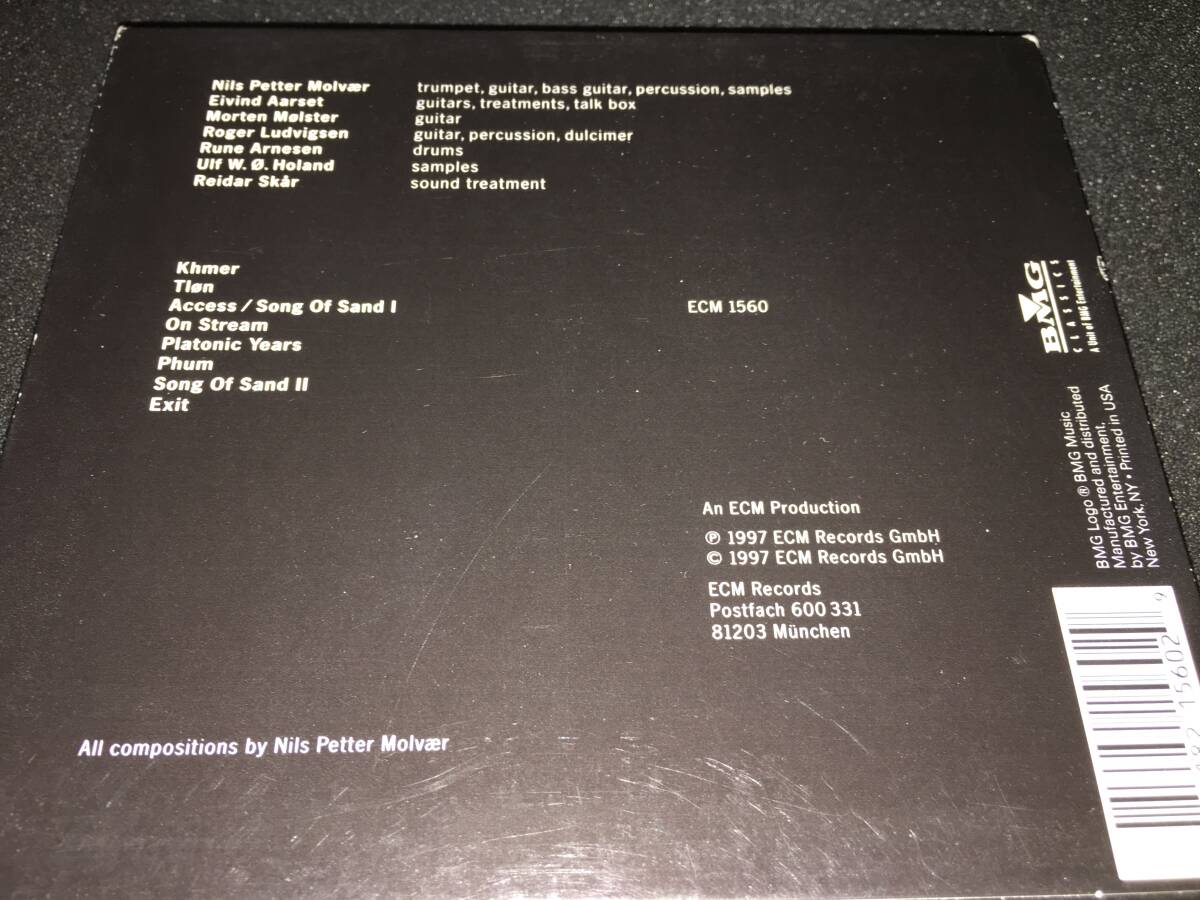 Nils Petter Molvær trumpet, guitar, bass guitar, percussion, samples
Eivind Aarset guitars, treatments, talk box
Morten Mølster guitar
Roger Ludvigsen guitar, percussion, dulcimer
Rune Arnesen drums
Ulf W. Ø. Holand samples
Reidar Skår sound treatment
Khmer
Tløn
Access / Song Of Sand I
On Stream
Platonic Years
Phum
Song Of Sand II
Exit
ECM 1560
An ECM Production
℗ 1997 ECM Records GmbH
© 1997 ECM Records GmbH
ECM Records
Postfach 600 331
81203 München
All compositions by Nils Petter Molvær
BMG
CLASSICS
A Unit of BMG Entertainment
BMG Logo ® BMG Music
Manufactured and distributed
by BMG Entertainment,
New York, NY • Printed in USA
15602 9